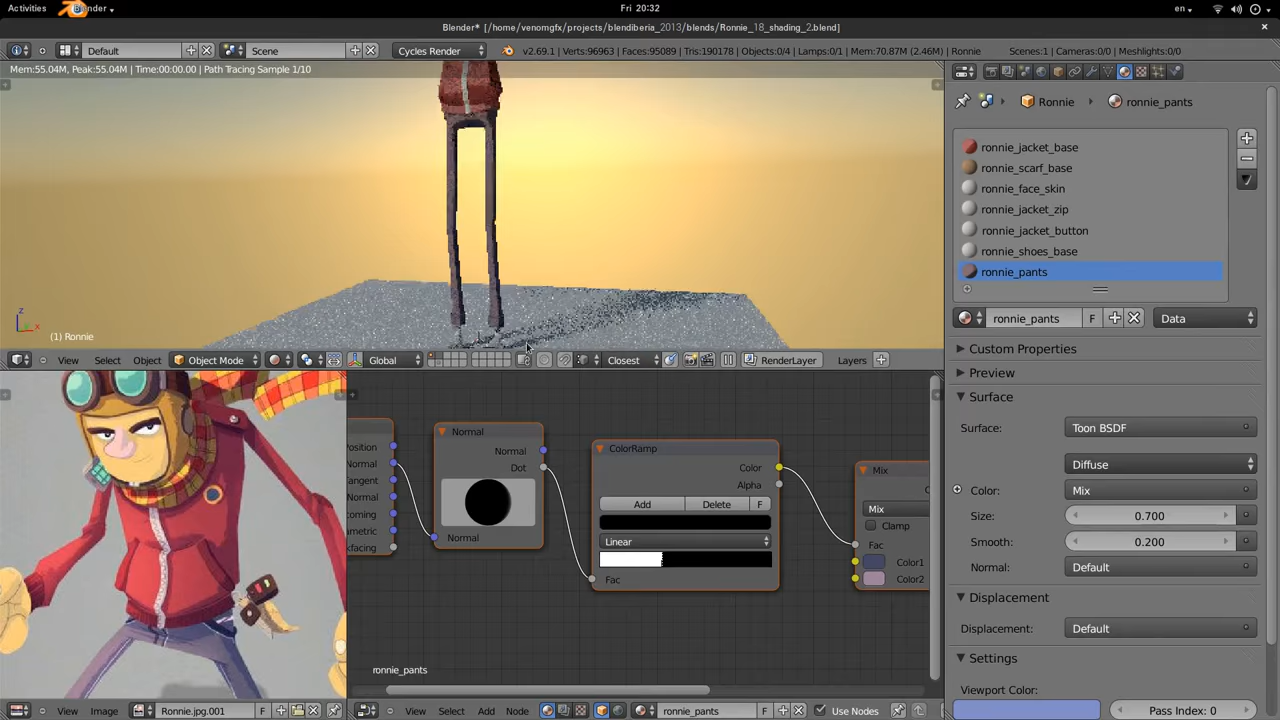 Activities Blender Fri 20:32 en
Blender* [/home/venomgfx/projects/blendiberia_2013/blends/Ronnie_18_shading_2.blend]
Default Scene Cycles Render v2.69.1 | Verts:96963 | Faces:95089 | Tris:190178 | Objects:0/4 | Lamps:0/1 | Mem:70.87M (2.46M) | Ronnie Scenes:1 | Cameras:0/0 | Meshlights:0/0
Mem:55.04M, Peak:55.04M | Time:00:00.00 | Path Tracing Sample 1/10
Ronnie ronnie_pants
ronnie_jacket_base
ronnie_scarf_base
ronnie_face_skin
ronnie_jacket_zip
ronnie_jacket_button
ronnie_shoes_base
ronnie_pants
ronnie_pants F Data
Custom Properties
Preview
Surface
Surface: Toon BSDF
Diffuse
Color: Mix
Size: 0.700
Smooth: 0.200
Normal: Default
Displacement
Displacement: Default
Settings
Viewport Color: Pass Index: 0
z
x
(1) Ronnie
View Select Object Object Mode Global Closest RenderLayer Layers
osition
Normal
angent
Normal
coming
ametric
facing
Normal
Normal
Dot
Normal
ColorRamp
Color
Alpha
Add Delete F
Linear
Fac
Mix
Mix
Clamp
Fac
Color1
Color2
ronnie_pants
View Image Ronnie.jpg.001 F
View Select Add Node ronnie_pants F Use Nodes